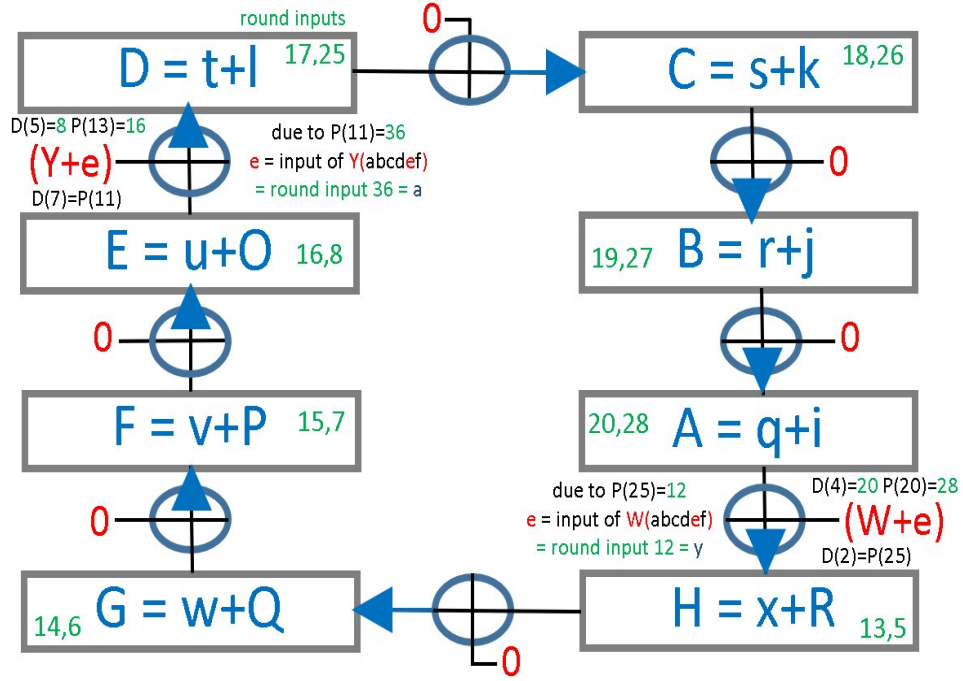 round inputs
0
D = t+l 17,25
C = s+k 18,26
D(5)=8 P(13)=16
(Y+e)
D(7)=P(11)
due to P(11)=36
e = input of Y(abcdef)
= round input 36 = a
0
E = u+O 16,8
19,27 B = r+j
0
0
F = v+P 15,7
20,28 A = q+i
0
due to P(25)=12
e = input of W(abcdef)
= round input 12 = y
D(4)=20 P(20)=28
(W+e)
D(2)=P(25)
14,6 G = w+Q
H = x+R 13,5
0